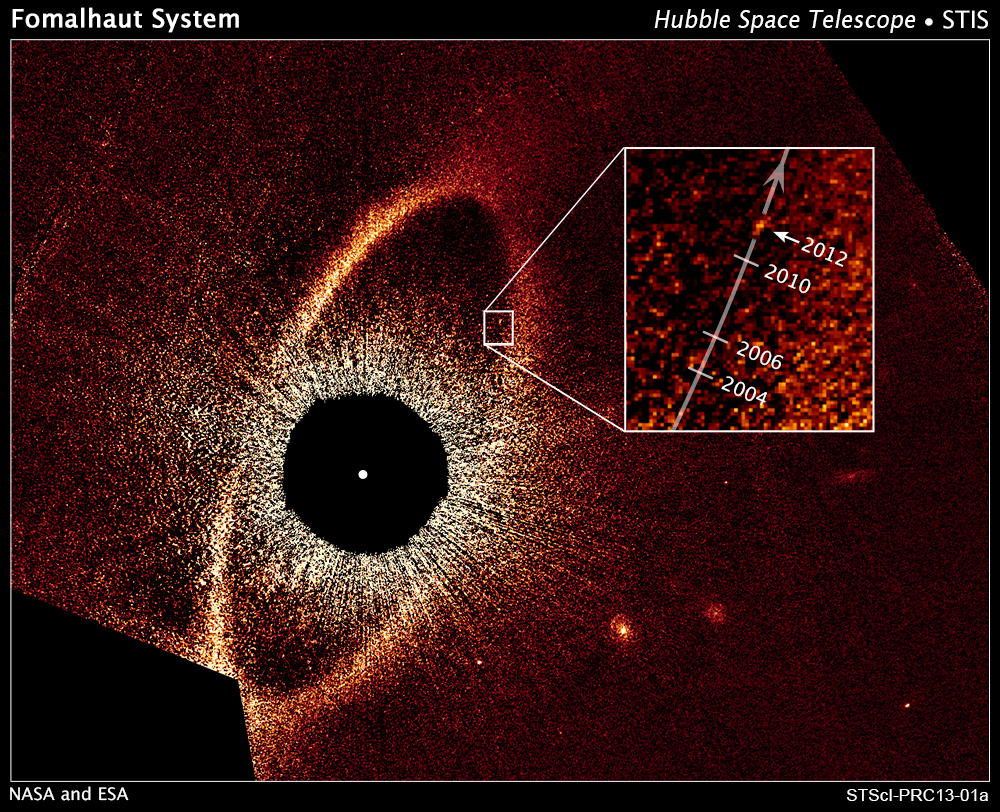 Fomalhaut System
Hubble Space Telescope • STIS
2012
2010
2006
2004
NASA and ESA
STScI-PRC13-01a